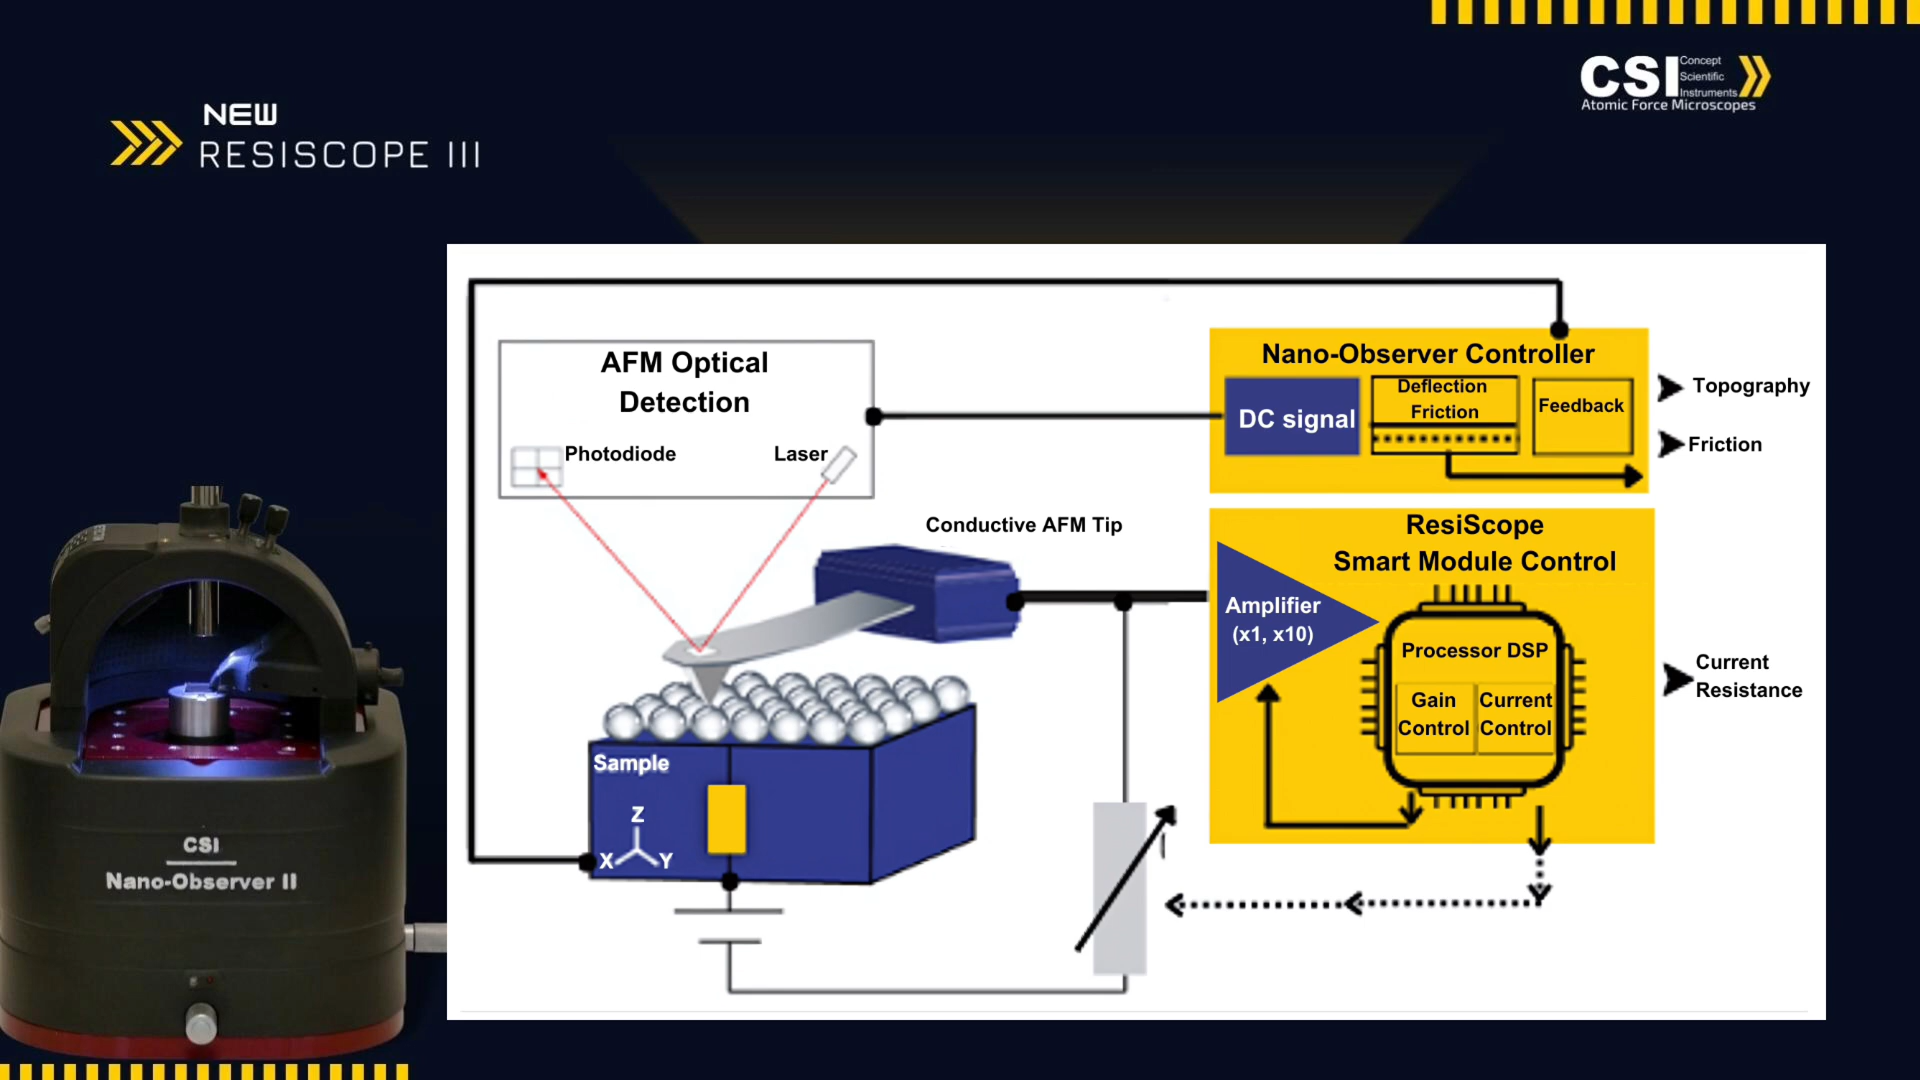 NEW
RESISCOPE III
CSI
Concept
Scientific
Instruments
Atomic Force Microscopes
AFM Optical
Detection
Photodiode
Laser
Nano-Observer Controller
DC signal
Deflection
Friction
Feedback
Topography
Friction
Conductive AFM Tip
ResiScope
Smart Module Control
Amplifier
(x1, x10)
Processor DSP
Gain
Control
Current
Control
Current
Resistance
Sample
Z
X
Y
CSI
Nano-Observer II